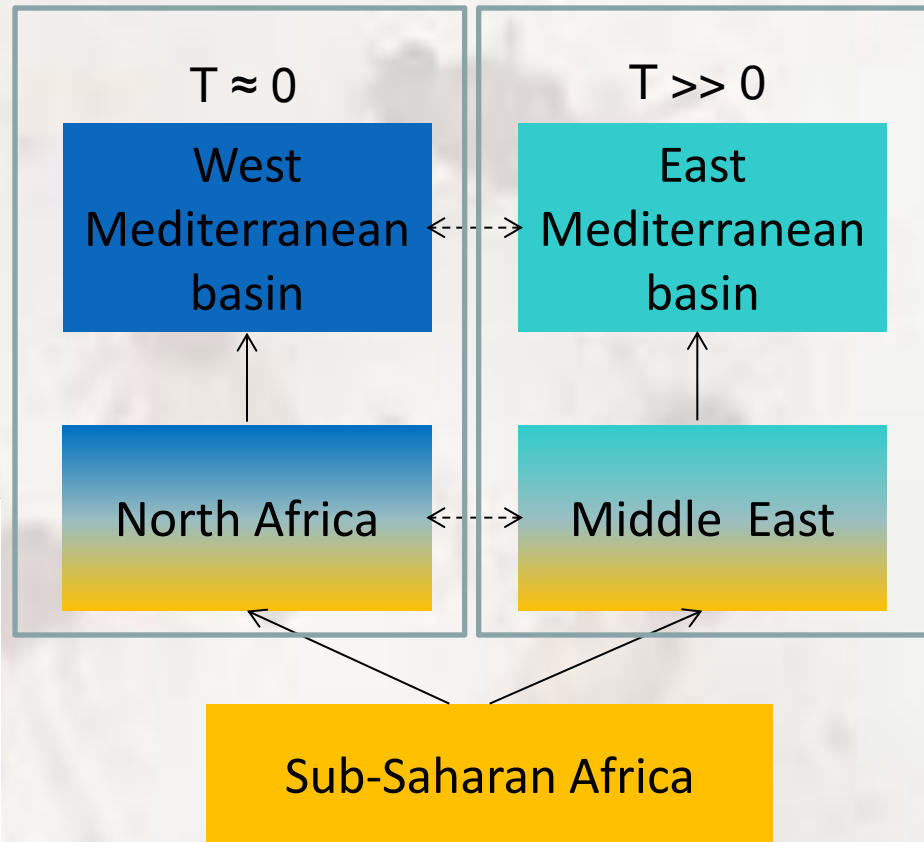 T ≈ 0
West
Mediterranean
basin
T >> 0
East
Mediterranean
basin
North Africa
Middle  East
Sub-Saharan Africa